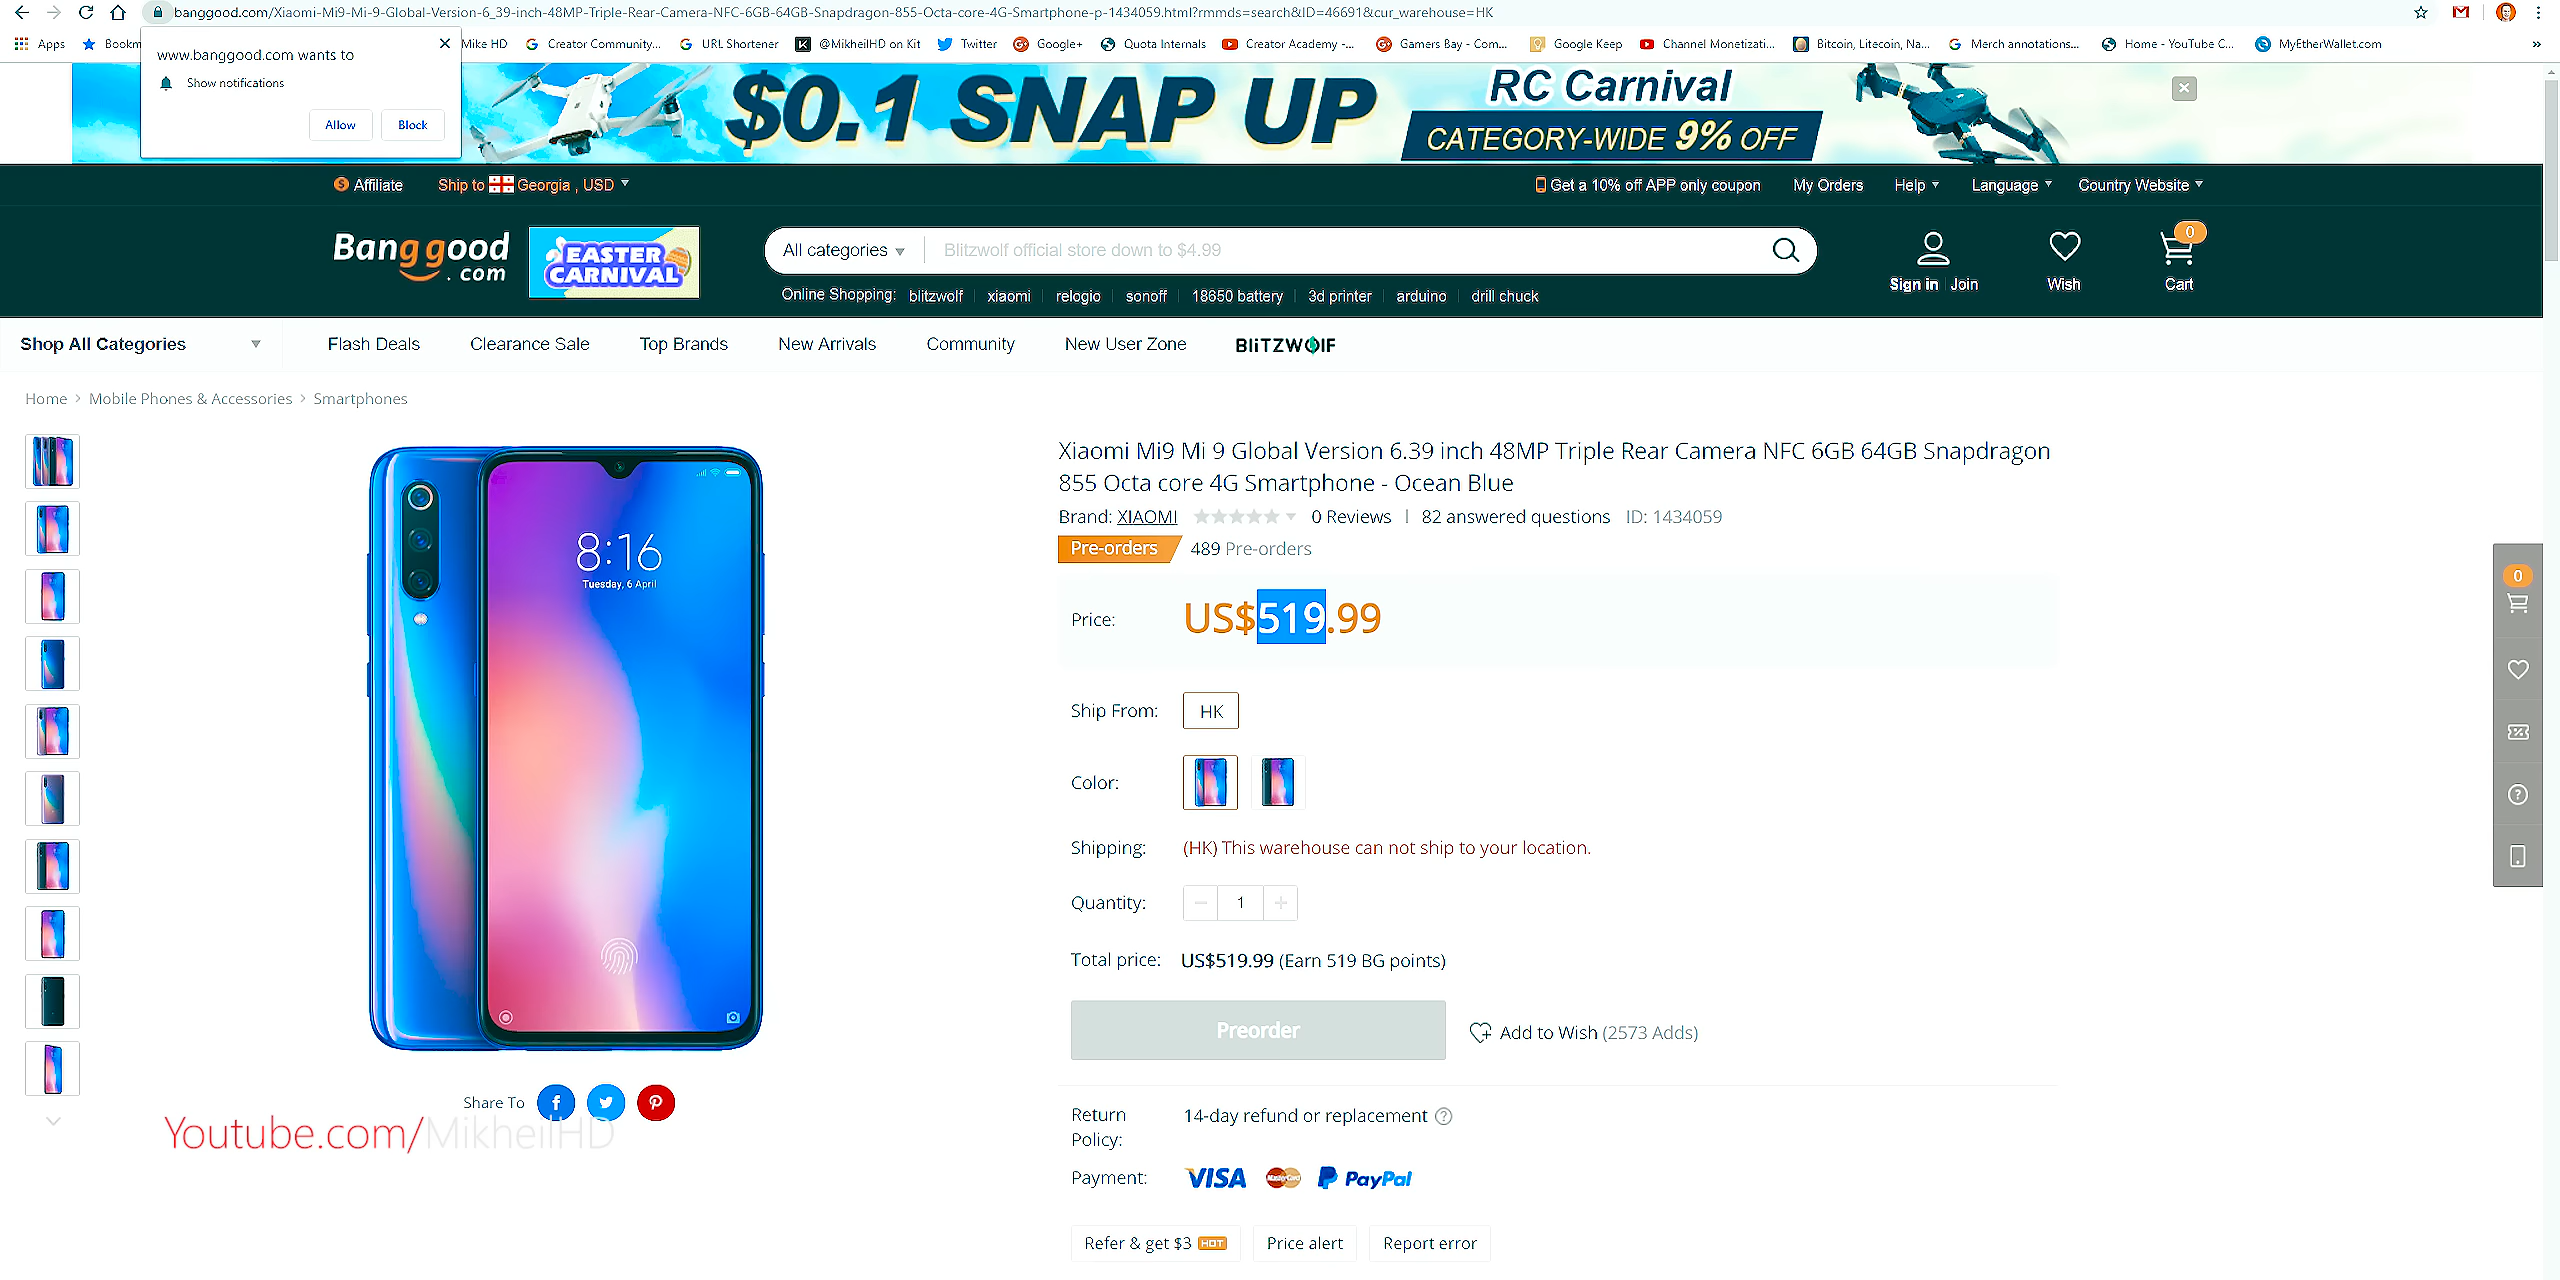 banggood.com/Xiaomi-Mi9-Mi-9-Global-Version-6_39-inch-48MP-Triple-Rear-Camera-NFC-6GB-64GB-Snapdragon-855-Octa-core-4G-Smartphone-p-1434059.html?rmmds=search&ID=46691&cur_warehouse=HK
Apps Bookm Mike HD Creator Community... URL Shortener @MikheilHD on Kit Twitter Google+ Quota Internals Creator Academy -... Gamers Bay - Com... Google Keep Channel Monetizati... Bitcoin, Litecoin, Na... Merch annotations... Home - YouTube C... MyEtherWallet.com »
www.banggood.com wants to
Show notifications
Allow Block
$0.1 SNAP UP
RC Carnival
CATEGORY-WIDE 9% OFF
Affiliate Ship to Georgia , USD Get a 10% off APP only coupon My Orders Help Language Country Website
Banggood.com
EASTER CARNIVAL
All categories Blitzwolf official store down to $4.99
0
Sign in Join Wish Cart
Online Shopping: blitzwolf xiaomi relogio sonoff 18650 battery 3d printer arduino drill chuck
Shop All Categories Flash Deals Clearance Sale Top Brands New Arrivals Community New User Zone BLiTZWOlF
Home > Mobile Phones & Accessories > Smartphones
8:16
Tuesday, 6 April
Xiaomi Mi9 Mi 9 Global Version 6.39 inch 48MP Triple Rear Camera NFC 6GB 64GB Snapdragon
855 Octa core 4G Smartphone - Ocean Blue
Brand: XIAOMI 0 Reviews | 82 answered questions ID: 1434059
Pre-orders 489 Pre-orders
0
Price: US$519.99
Ship From: HK
Color:
Shipping: (HK) This warehouse can not ship to your location.
Quantity: − 1 +
Total price: US$519.99 (Earn 519 BG points)
Preorder Add to Wish (2573 Adds)
Share To
Youtube.com/MikheilHD
Return Policy: 14-day refund or replacement
Payment: VISA MasterCard PayPal
Refer & get $3 HOT Price alert Report error